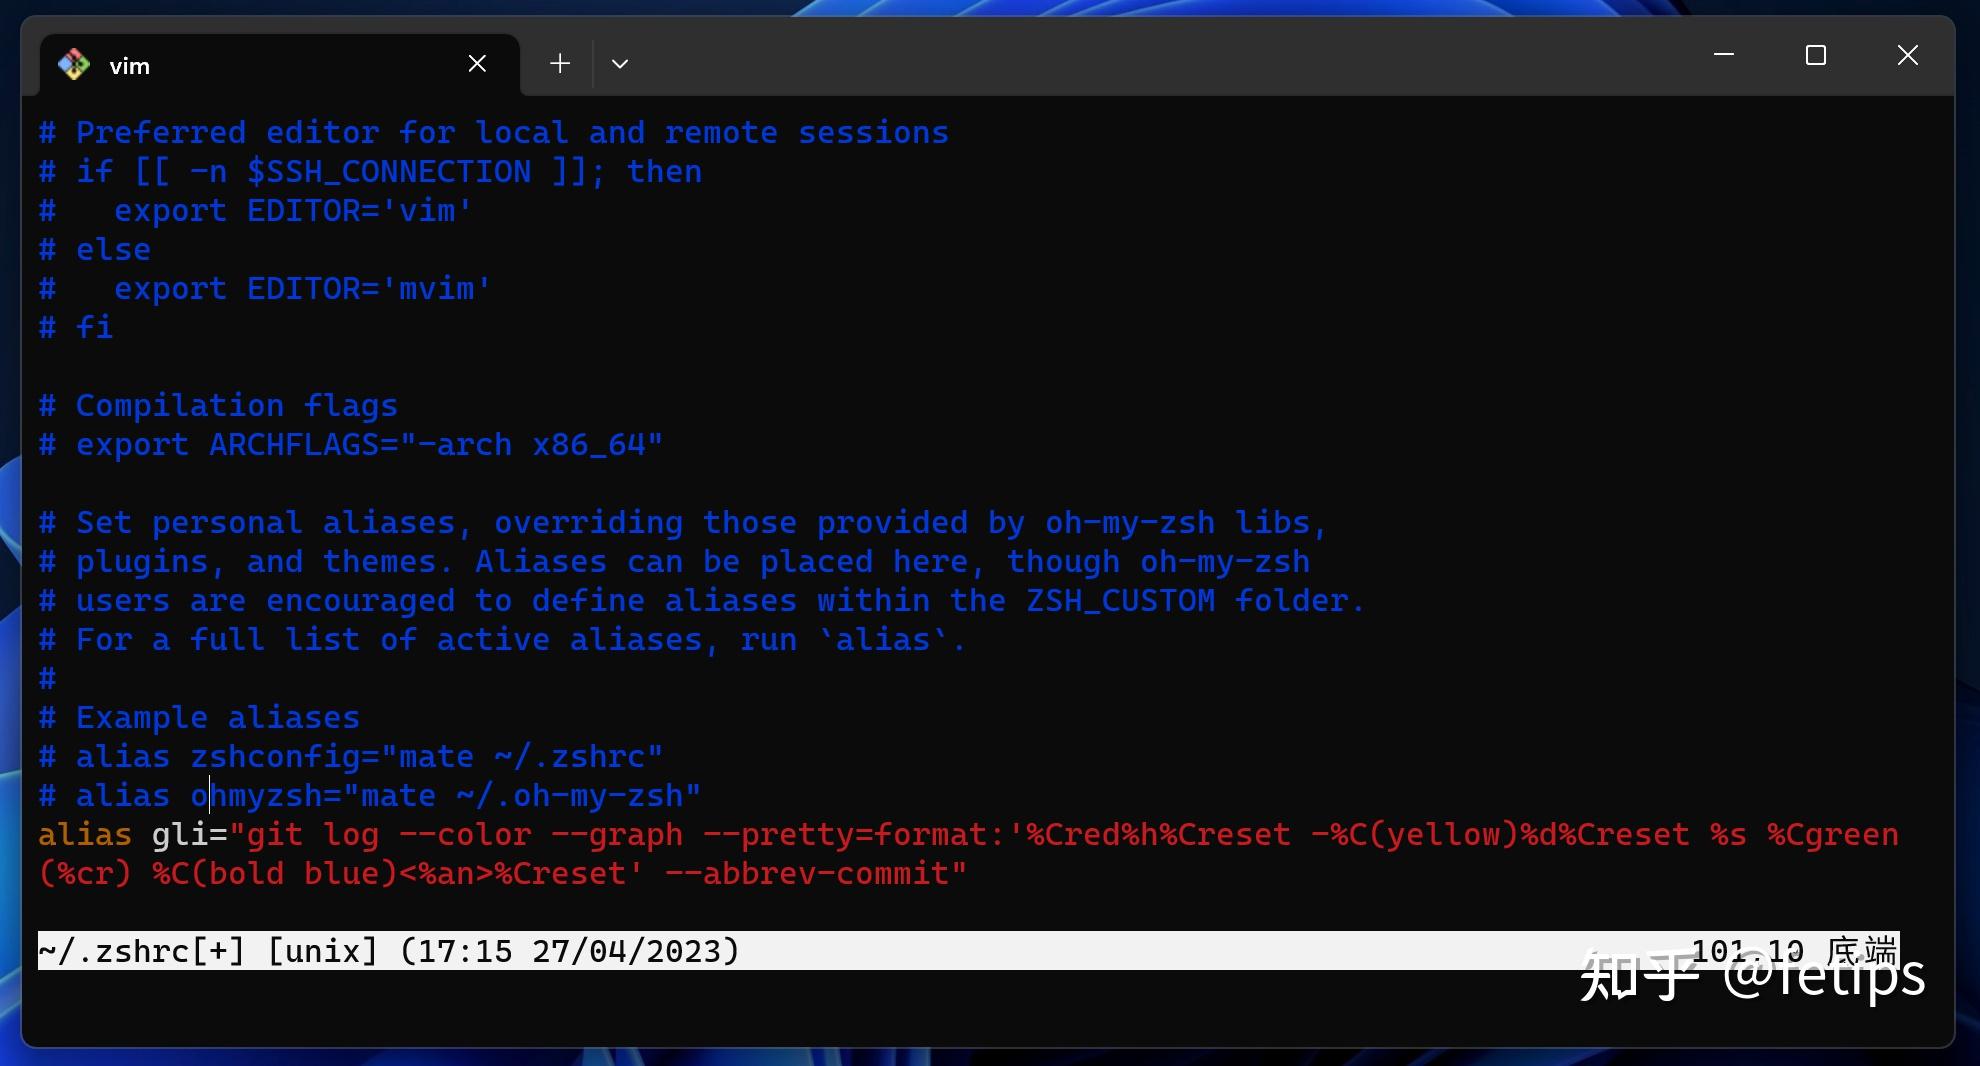 vim
# Preferred editor for local and remote sessions
# if [[ -n $SSH_CONNECTION ]]; then
#   export EDITOR='vim'
# else
#   export EDITOR='mvim'
# fi
# Compilation flags
# export ARCHFLAGS="-arch x86_64"
# Set personal aliases, overriding those provided by oh-my-zsh libs,
# plugins, and themes. Aliases can be placed here, though oh-my-zsh
# users are encouraged to define aliases within the ZSH_CUSTOM folder.
# For a full list of active aliases, run `alias`.
#
# Example aliases
# alias zshconfig="mate ~/.zshrc"
# alias ohmyzsh="mate ~/.oh-my-zsh"
alias gli="git log --color --graph --pretty=format:'%Cred%h%Creset -%C(yellow)%d%Creset %s %Cgreen
(%cr) %C(bold blue)<%an>%Creset' --abbrev-commit"
~/.zshrc[+] [unix] (17:15 27/04/2023) 101,10 底端
知乎 @fetips